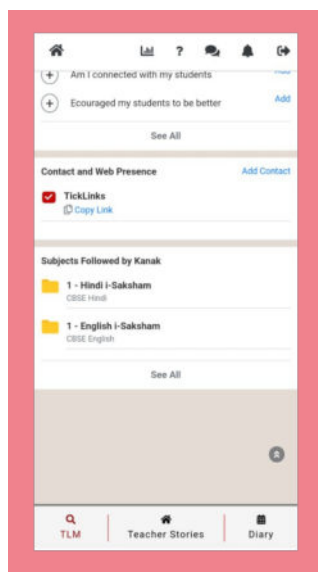 ?
Am I connected with my students
Add
Ecouraged my students to be better
Add
See All
Contact and Web Presence
Add Contact
TickLinks
Copy Link
Subjects Followed by Kanak
1 - Hindi i-Saksham
CBSE Hindi
1 - English i-Saksham
CBSE English
See All
TLM
Teacher Stories
Diary